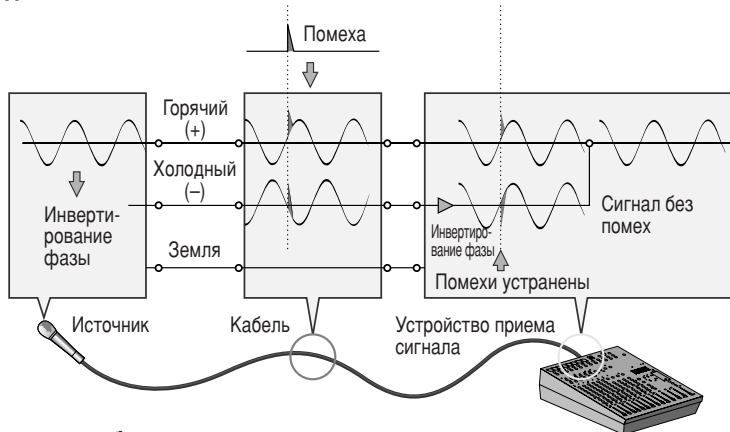 Помеха
Горячий
(+)
Холодный
(–)
Земля
Инверти-
рование
фазы
Инвертиро-
вание фазы
Сигнал без
помех
Помехи устранены
Источник
Кабель
Устройство приема
сигнала